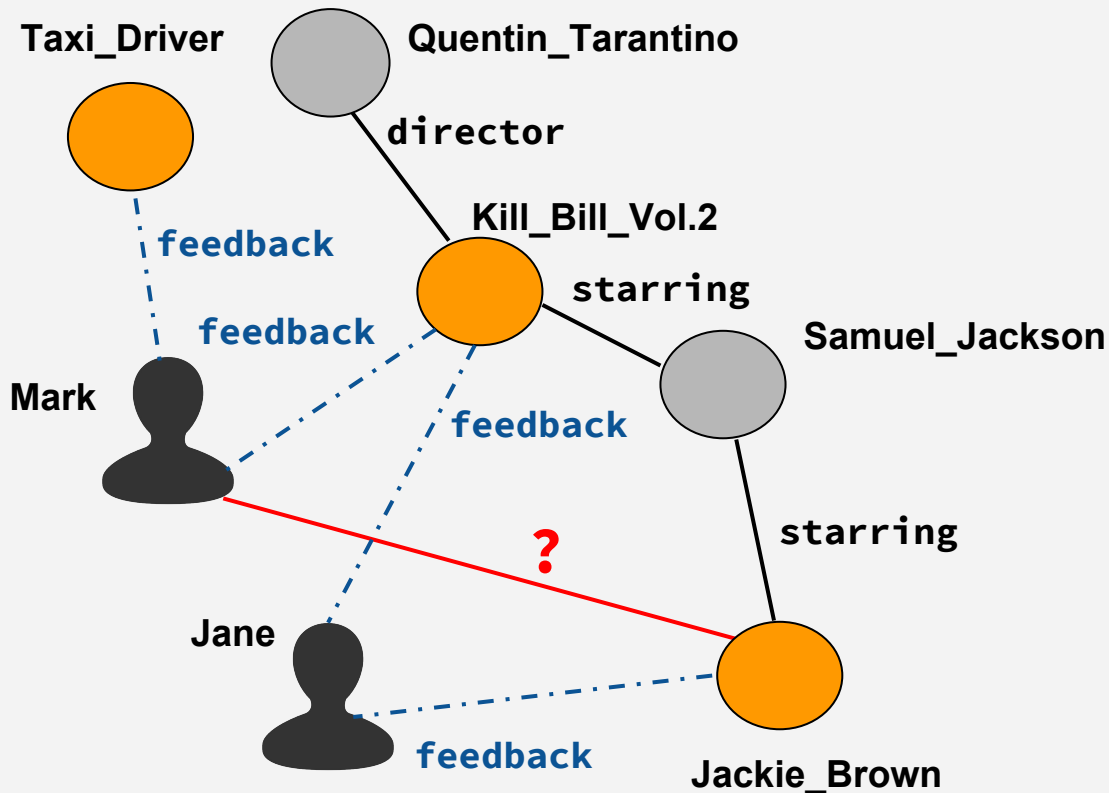 Taxi_Driver
Quentin_Tarantino
director
Kill_Bill_Vol.2
feedback
starring
feedback
Samuel_Jackson
Mark
feedback
?
starring
Jane
feedback
Jackie_Brown